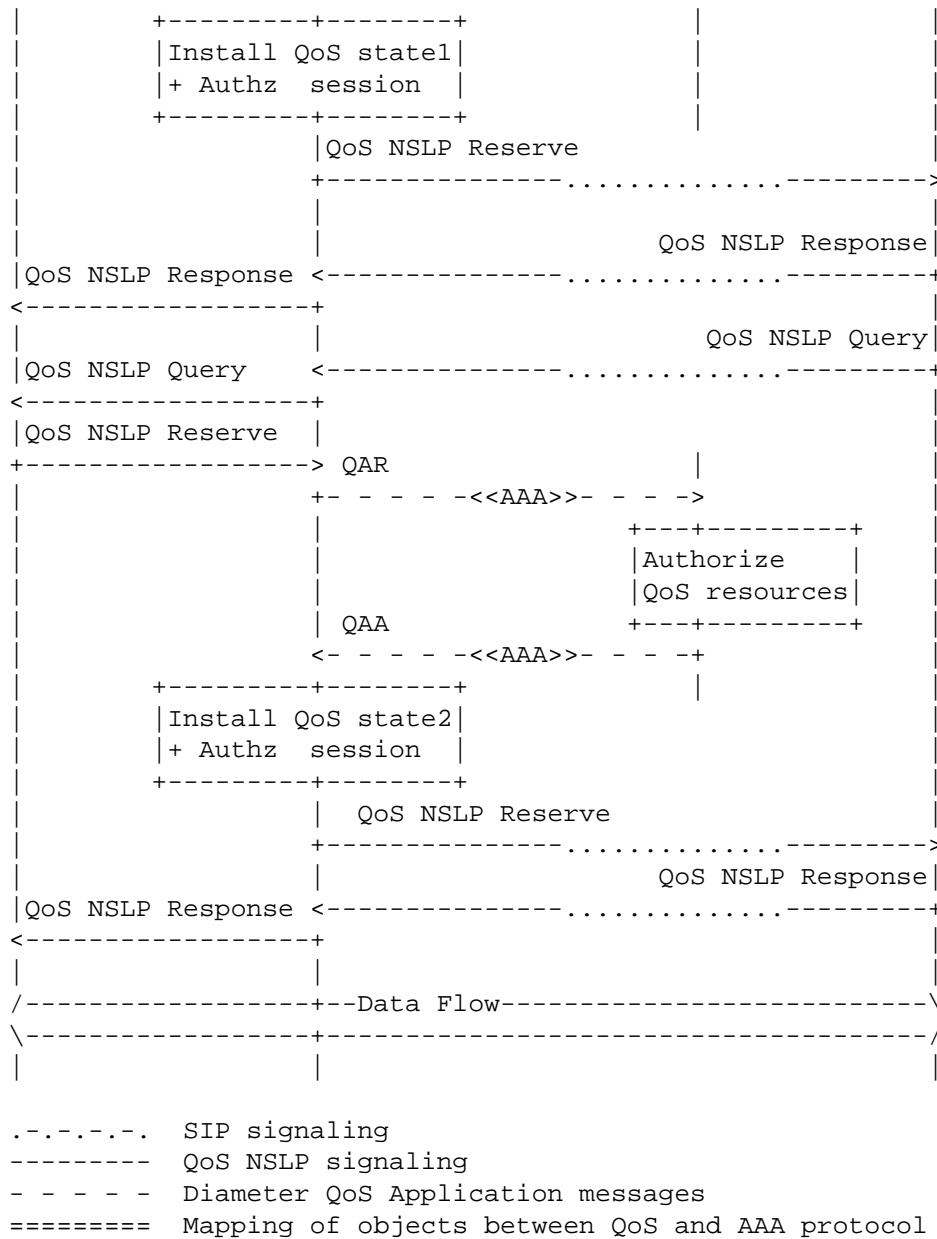 Install QoS state1
+ Authz session
QoS NSLP Reserve
QoS NSLP Response
QoS NSLP Response
QoS NSLP Query
QoS NSLP Query
QoS NSLP Reserve
QAR
<<AAA>>
Authorize
QoS resources
QAA
<<AAA>>
Install QoS state2
+ Authz session
QoS NSLP Reserve
QoS NSLP Response
QoS NSLP Response
Data Flow
.-.-.-.-. SIP signaling
--------- QoS NSLP signaling
- - - - - Diameter QoS Application messages
========= Mapping of objects between QoS and AAA protocol